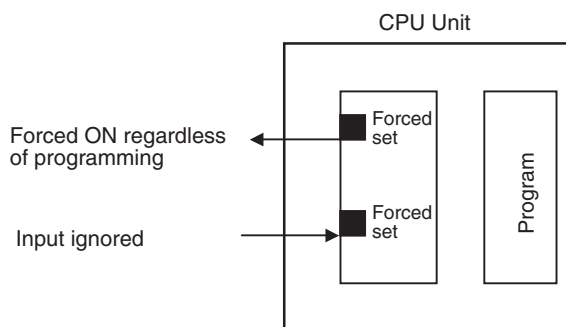 CPU Unit
Forced ON regardless
of programming
Forced
set
Input ignored
Forced
set
Program